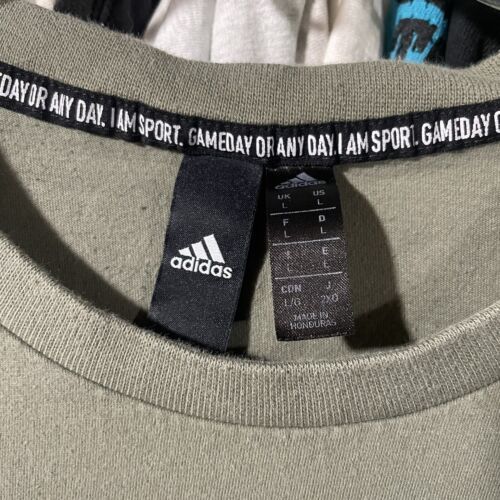 EDAY OR ANY DAY. I AM SPORT. GAMEDAY OR ANY DAY. I AM SPORT. GAMEDAY O
adidas
adidas
UK US
L L
F D
L L
I E
L L
CDN J
L/G 2XO
MADE IN
HONDURAS